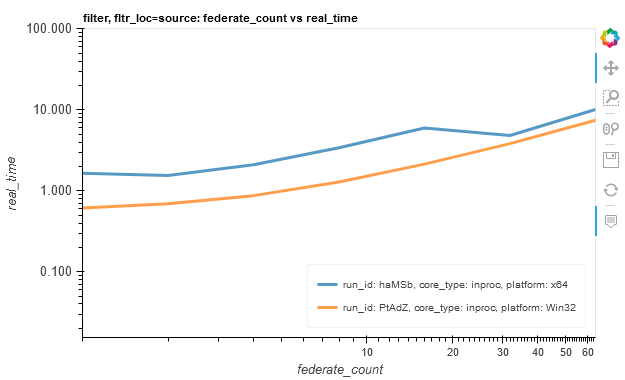 filter, fltr_loc=source: federate_count vs real_time
100.000
10.000
1.000
0.100
real_time
run_id: haMSb, core_type: inproc, platform: x64
run_id: PtAdZ, core_type: inproc, platform: Win32
10 20 30 40 50 60
federate_count